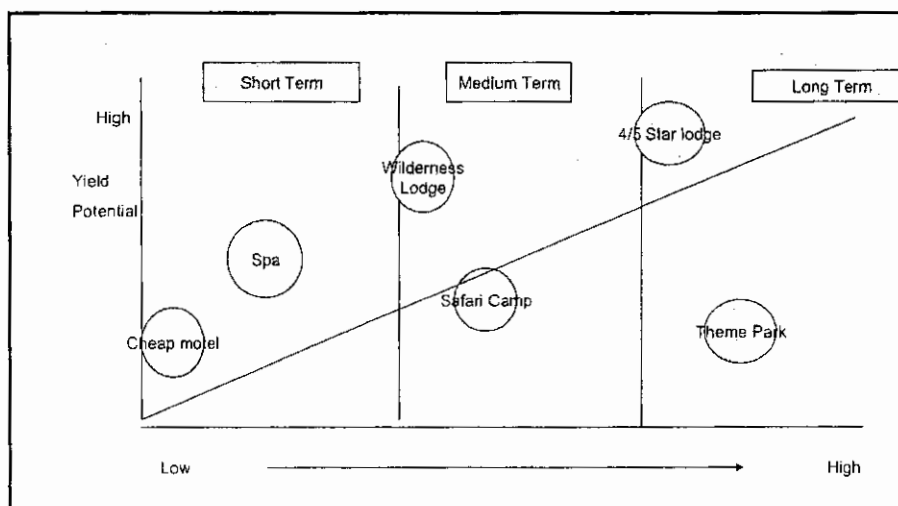 Short Term
Medium Term
Long Term
High
4/5 Star lodge
Wilderness
Lodge
Yield
Potential
Spa
Safari Camp
Cheap motel
Theme Park
Low
High